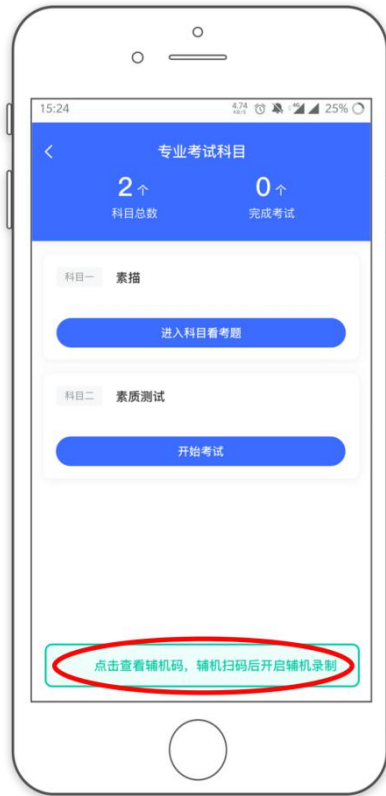 15:24 4.74 KB/S 4G 25%
专业考试科目
2个 0个
科目总数 完成考试
科目一 素描
进入科目看考题
科目二 素质测试
开始考试
点击查看辅机码，辅机扫码后开启辅机录制